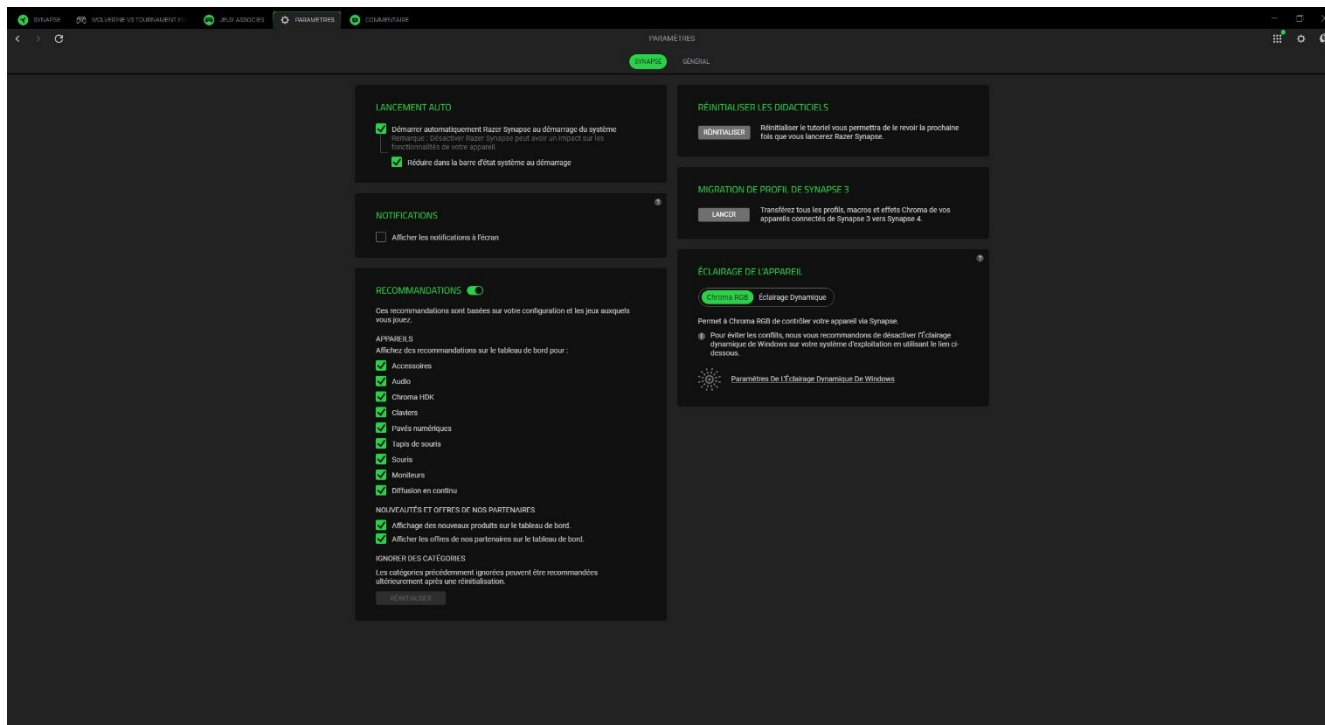 SYNAPSE
WOLVERINE V3 TOURNAMENT
JEUX ASSOCIÉS
PARAMÈTRES
COMMENTAIRE
PARAMÈTRES
SYNAPSE
GÉNÉRAL
LANCEMENT AUTO
Démarrer automatiquement Razer Synapse au démarrage du système
Remarque : Désactiver Razer Synapse peut avoir un impact sur les
fonctionnalités de votre appareil.
Réduire dans la barre d'état système au démarrage
NOTIFICATIONS
Afficher les notifications à l'écran
RECOMMANDATIONS
Ces recommandations sont basées sur votre configuration et les jeux auxquels
vous jouez.
APPAREILS
Affichez des recommandations sur le tableau de bord pour :
Accessoires
Audio
Chroma HDK
Claviers
Pavés numériques
Tapis de souris
Souris
Moniteurs
Diffusion en continu
NOUVEAUTÉS ET OFFRES DE NOS PARTENAIRES
Affichage des nouveaux produits sur le tableau de bord.
Afficher les offres de nos partenaires sur le tableau de bord.
IGNORER DES CATÉGORIES
Les catégories précédemment ignorées peuvent être recommandées
ultérieurement après une réinitialisation.
RÉINITIALISER
RÉINITIALISER LES DIDACTICIELS
RÉINITIALISER
Réinitialiser le tutoriel vous permettra de le revoir la prochaine
fois que vous lancerez Razer Synapse.
MIGRATION DE PROFIL DE SYNAPSE 3
LANCER
Transférez tous les profils, macros et effets Chroma de vos
appareils connectés de Synapse 3 vers Synapse 4.
ÉCLAIRAGE DE L'APPAREIL
Chroma RGB
Éclairage Dynamique
Permet à Chroma RGB de contrôler votre appareil via Synapse.
Pour éviter les conflits, nous vous recommandons de désactiver l'Éclairage
dynamique de Windows sur votre système d'exploitation en utilisant le lien ci-
dessous.
Paramètres De L'Éclairage Dynamique De Windows